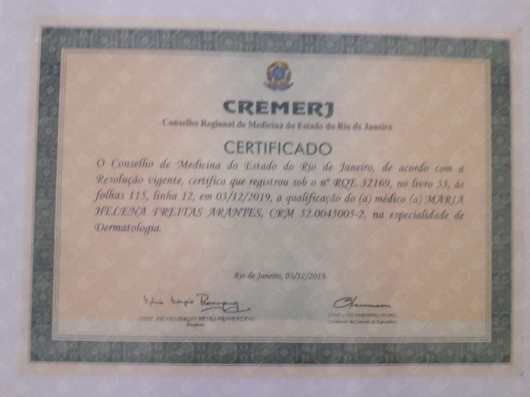 CREMERJ
Conselho Regional de Medicina do Estado do Rio de Janeiro
CERTIFICADO
O Conselho de Medicina do Estado do Rio de Janeiro, de acordo com a
Resolução vigente, certifica que registrou sob o nº RQE 32169, no livro 55, às
folhas 115, linha 12, em 03/12/2019, a qualificação do (a) médico (a) MARIA
HELENA FREITAS ARANTES, CRM 52.0045005-2, na especialidade de
Dermatologia.
Rio de Janeiro, 03/12/2019.